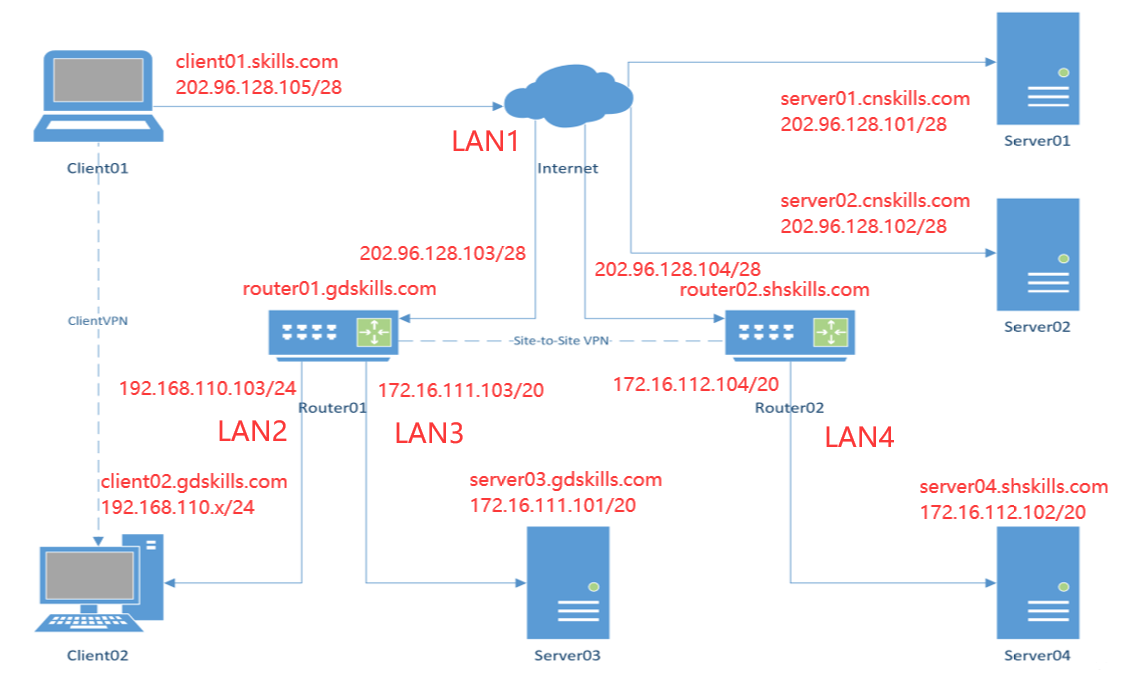 client01.skills.com
202.96.128.105/28
Client01
LAN1
Internet
server01.cnskills.com
202.96.128.101/28
Server01
server02.cnskills.com
202.96.128.102/28
Server02
202.96.128.103/28
router01.gdskills.com
202.96.128.104/28
router02.shskills.com
ClientVPN
Site-to-Site VPN
192.168.110.103/24
172.16.111.103/20
Router01
172.16.112.104/20
Router02
LAN2
LAN3
LAN4
client02.gdskills.com
192.168.110.x/24
Client02
server03.gdskills.com
172.16.111.101/20
Server03
server04.shskills.com
172.16.112.102/20
Server04